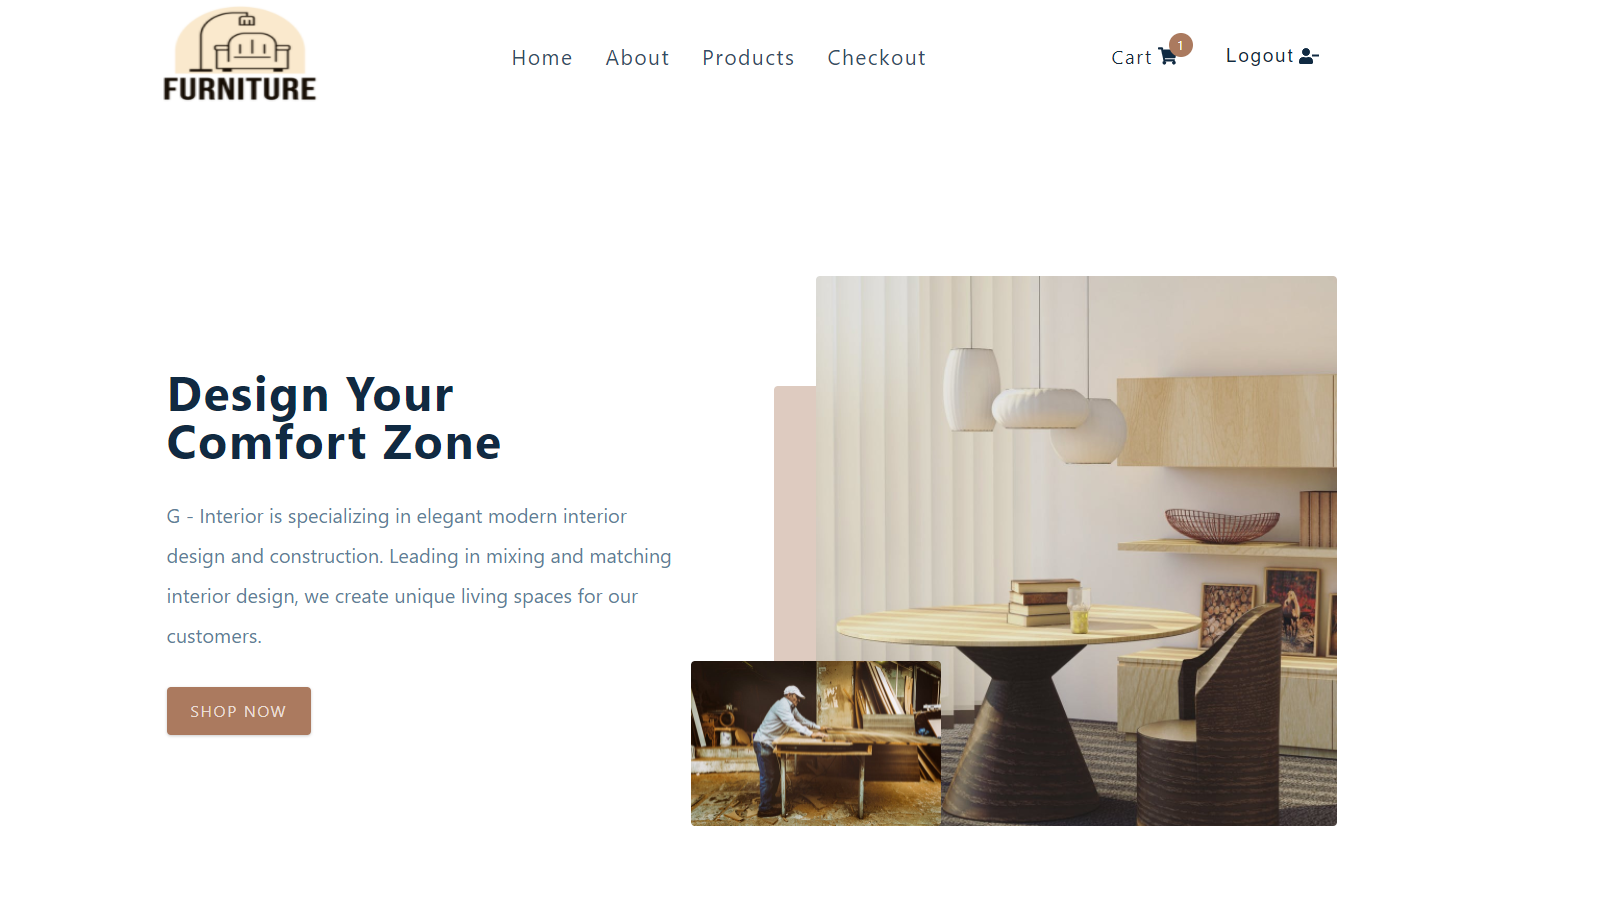 FURNITURE
Home About Products Checkout Cart 1 Logout
Design Your
Comfort Zone
G - Interior is specializing in elegant modern interior
design and construction. Leading in mixing and matching
interior design, we create unique living spaces for our
customers.
SHOP NOW